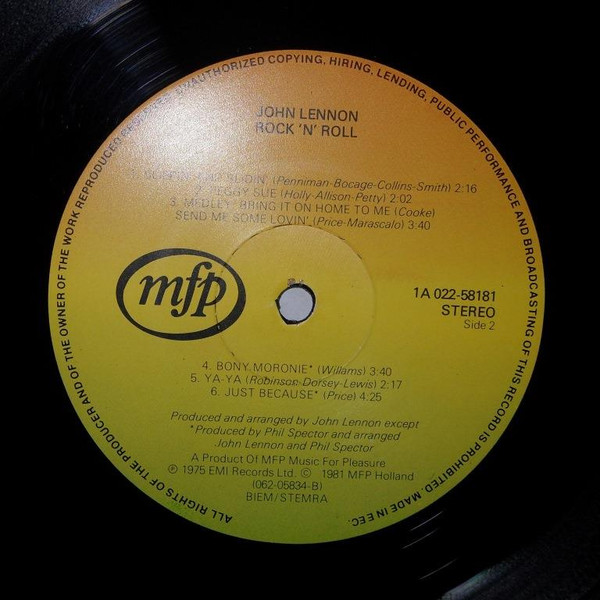 ALL RIGHTS OF THE PRODUCER AND OF THE OWNER OF THE WORK REPRODUCED RESERVED. UNAUTHORIZED COPYING, HIRING, LENDING, PUBLIC PERFORMANCE AND BROADCASTING OF THIS RECORD IS PROHIBITED. MADE IN EEC.
JOHN LENNON
ROCK 'N' ROLL
1. SLIPPIN' AND SLIDIN' (Penniman-Bocage-Collins-Smith) 2:16
2. PEGGY SUE (Holly-Allison-Petty) 2:02
3. MEDLEY: BRING IT ON HOME TO ME (Cooke)
SEND ME SOME LOVIN' (Price-Marascalo) 3:40
mfp
1A 022-58181
STEREO
Side 2
4. BONY MORONIE* (Willams) 3:40
5. YA-YA (Robinson-Dorsey-Lewis) 2:17
6. JUST BECAUSE* (Price) 4:25
Produced and arranged by John Lennon except
*Produced by Phil Spector and arranged
John Lennon and Phil Spector
A Product Of MFP Music For Pleasure
℗ 1975 EMI Records Ltd. © 1981 MFP Holland
(062-05834-B)
BIEM/STEMRA